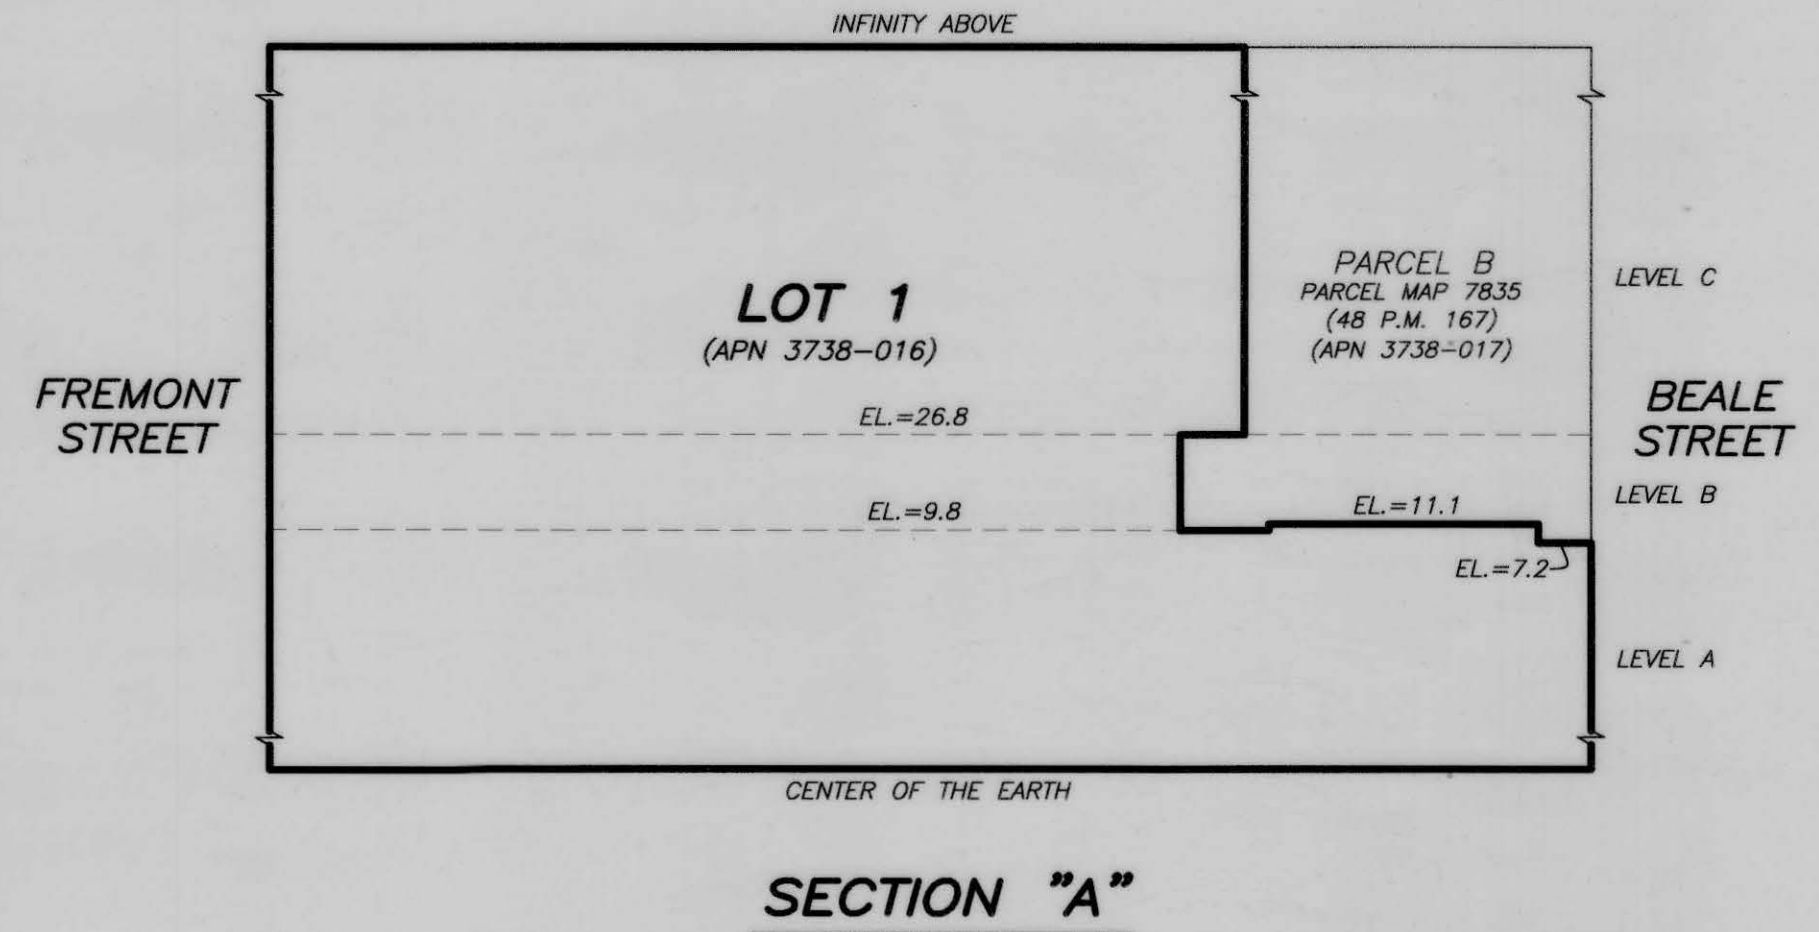 INFINITY ABOVE
LOT 1
(APN 3738-016)
PARCEL B
PARCEL MAP 7835
(48 P.M. 167)
(APN 3738-017)
LEVEL C
FREMONT
STREET
BEALE
STREET
EL.=26.8
EL.=9.8
EL.=11.1
LEVEL B
EL.=7.2
LEVEL A
CENTER OF THE EARTH
SECTION "A"